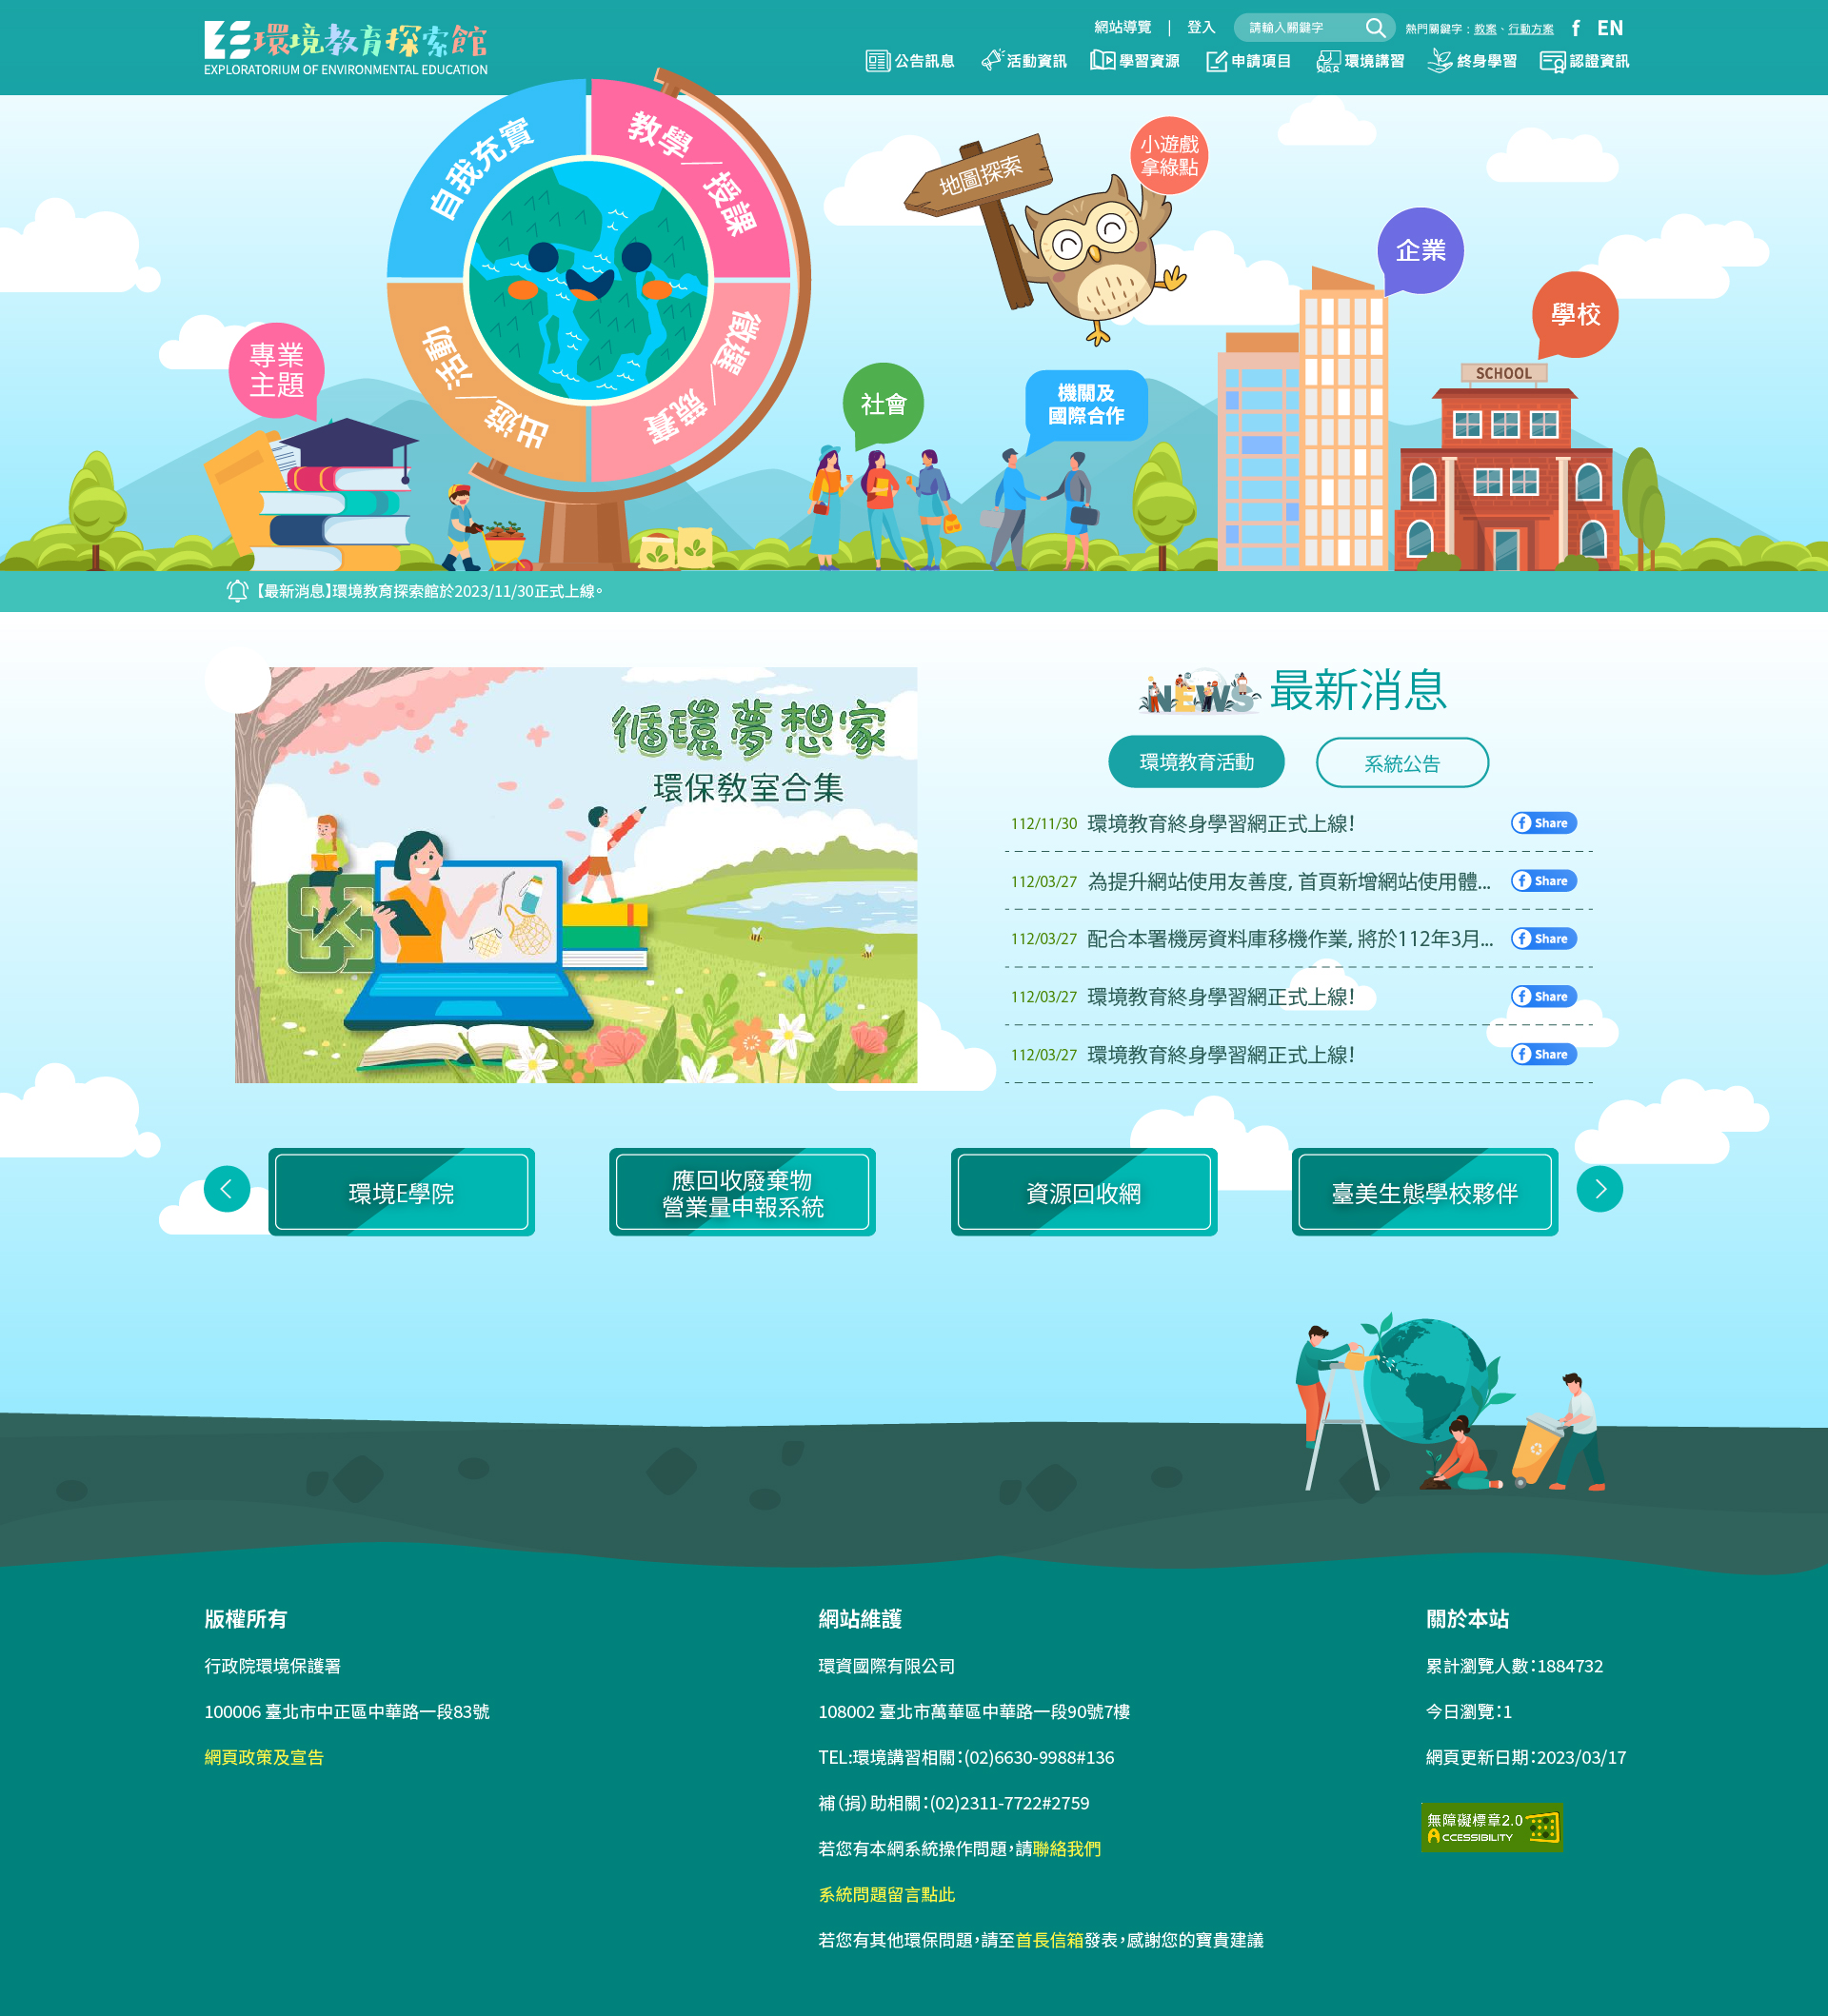 網站導覽 | 登入 請輸入關鍵字 熱門關鍵字：教案、行動方案 f EN
環境教育探索館
EXPLORATORIUM OF ENVIRONMENTAL EDUCATION
公告訊息 活動資訊 學習資源 申請項目 環境講習 終身學習 認證資訊
自我充實
教學／授課
徵選／競賽
出遊／活動
地圖探索
小遊戲
拿綠點
企業
學校
專業
主題
社會
機關及
國際合作
SCHOOL
【最新消息】環境教育探索館於2023/11/30正式上線。
循環夢想家
環保教室合集
NEWS 最新消息
環境教育活動 系統公告
112/11/30 環境教育終身學習網正式上線! f Share
112/03/27 為提升網站使用友善度, 首頁新增網站使用體... f Share
112/03/27 配合本署機房資料庫移機作業, 將於112年3月... f Share
112/03/27 環境教育終身學習網正式上線! f Share
112/03/27 環境教育終身學習網正式上線! f Share
環境E學院
應回收廢棄物
營業量申報系統
資源回收網
臺美生態學校夥伴
版權所有
行政院環境保護署
100006 臺北市中正區中華路一段83號
網頁政策及宣告
網站維護
環資國際有限公司
108002 臺北市萬華區中華路一段90號7樓
TEL:環境講習相關：(02)6630-9988#136
補（捐）助相關：(02)2311-7722#2759
若您有本網系統操作問題，請聯絡我們
系統問題留言點此
若您有其他環保問題，請至首長信箱發表，感謝您的寶貴建議
關於本站
累計瀏覽人數：1884732
今日瀏覽：1
網頁更新日期：2023/03/17
無障礙標章2.0
ACCESSIBILITY